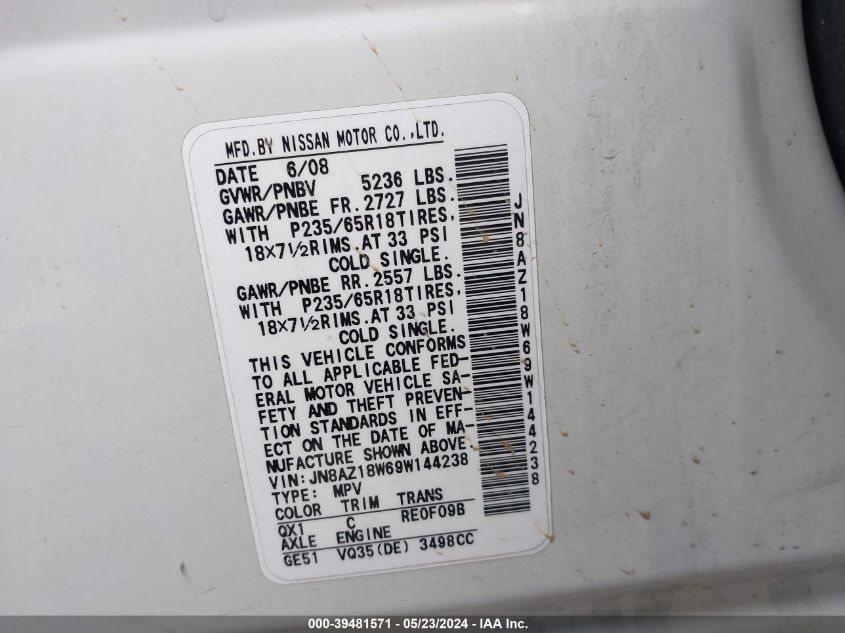 MFD.BY NISSAN MOTOR CO.,LTD.
DATE 6/08
GVWR/PNBV 5236 LBS.
GAWR/PNBE FR.2727 LBS.
WITH P235/65R18TIRES,
18×7½RIMS.AT 33 PSI
COLD SINGLE.
GAWR/PNBE RR.2557 LBS.
WITH P235/65R18TIRES,
18×7½RIMS.AT 33 PSI
COLD SINGLE.
THIS VEHICLE CONFORMS
TO ALL APPLICABLE FED-
ERAL MOTOR VEHICLE SA-
FETY AND THEFT PREVEN-
TION STANDARDS IN EFF-
ECT ON THE DATE OF MA-
NUFACTURE SHOWN ABOVE.
VIN:JN8AZ18W69W144238
TYPE: MPV
COLOR TRIM TRANS
QX1 C RE0F09B
AXLE ENGINE
GE51 VQ35(DE) 3498CC
JN8AZ18W69W144238
000-39481571 - 05/23/2024 - IAA Inc.